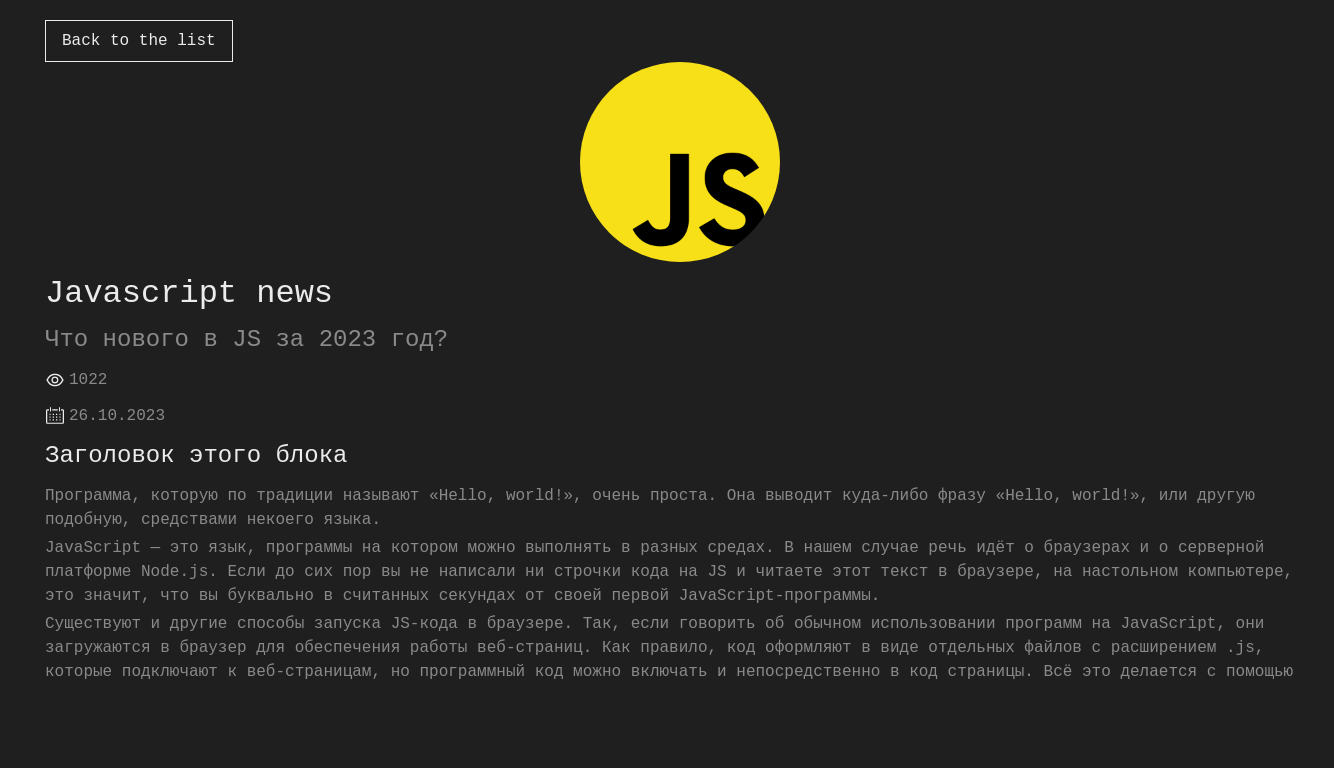 Back to the list
JS
Javascript news
Что нового в JS за 2023 год?
1022
26.10.2023
Заголовок этого блока
Программа, которую по традиции называют «Hello, world!», очень проста. Она выводит куда-либо фразу «Hello, world!», или другую
подобную, средствами некоего языка.
JavaScript — это язык, программы на котором можно выполнять в разных средах. В нашем случае речь идёт о браузерах и о серверной
платформе Node.js. Если до сих пор вы не написали ни строчки кода на JS и читаете этот текст в браузере, на настольном компьютере,
это значит, что вы буквально в считанных секундах от своей первой JavaScript-программы.
Существуют и другие способы запуска JS-кода в браузере. Так, если говорить об обычном использовании программ на JavaScript, они
загружаются в браузер для обеспечения работы веб-страниц. Как правило, код оформляют в виде отдельных файлов с расширением .js,
которые подключают к веб-страницам, но программный код можно включать и непосредственно в код страницы. Всё это делается с помощью